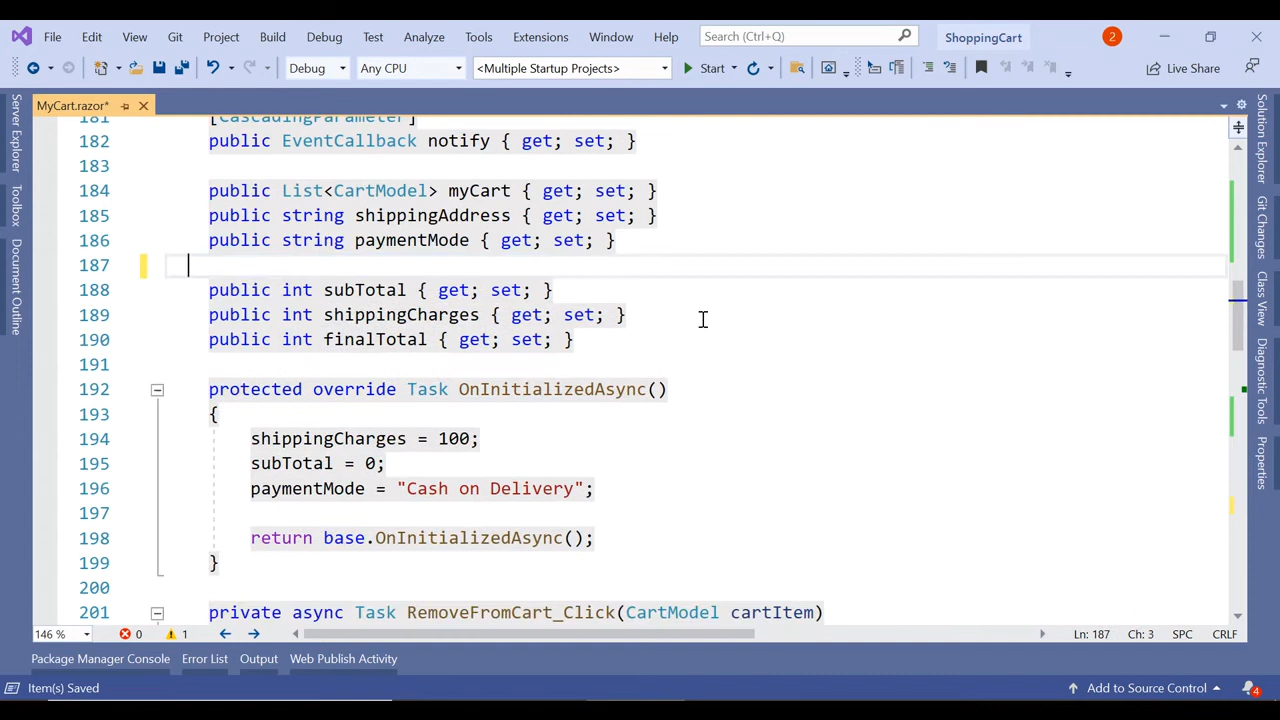 File Edit View Git Project Build Debug Test Analyze Tools Extensions Window Help Search (Ctrl+Q) ShoppingCart 2
Debug Any CPU <Multiple Startup Projects> Start Live Share
MyCart.razor*
181 [CascadingParameter]
182 public EventCallback notify { get; set; }
183
184 public List<CartModel> myCart { get; set; }
185 public string shippingAddress { get; set; }
186 public string paymentMode { get; set; }
187
188 public int subTotal { get; set; }
189 public int shippingCharges { get; set; }
190 public int finalTotal { get; set; }
191
192 protected override Task OnInitializedAsync()
193 {
194 shippingCharges = 100;
195 subTotal = 0;
196 paymentMode = "Cash on Delivery";
197
198 return base.OnInitializedAsync();
199 }
200
201 private async Task RemoveFromCart_Click(CartModel cartItem)
Server Explorer
Toolbox
Document Outline
Solution Explorer
Git Changes
Class View
Diagnostic Tools
Properties
146 % 0 1 Ln: 187 Ch: 3 SPC CRLF
Package Manager Console Error List Output Web Publish Activity
Item(s) Saved Add to Source Control 4